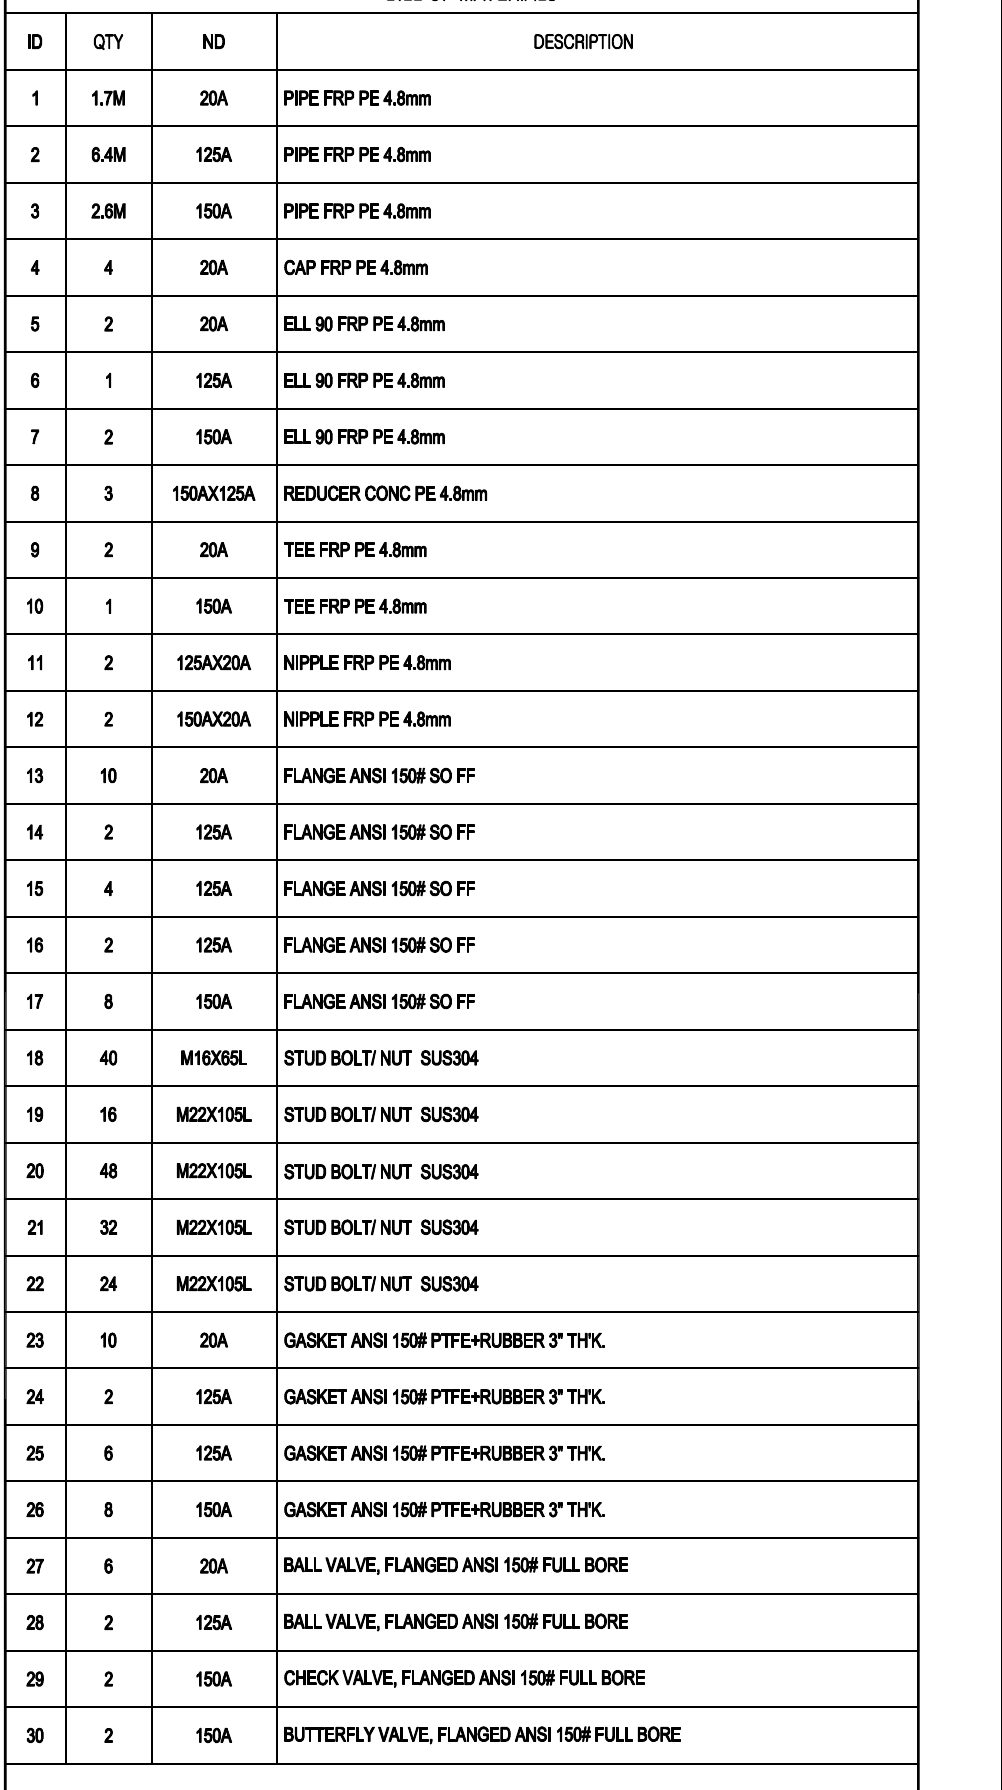 ID QTY ND DESCRIPTION
1 1.7M 20A PIPE FRP PE 4.8mm
2 6.4M 125A PIPE FRP PE 4.8mm
3 2.6M 150A PIPE FRP PE 4.8mm
4 4 20A CAP FRP PE 4.8mm
5 2 20A ELL 90 FRP PE 4.8mm
6 1 125A ELL 90 FRP PE 4.8mm
7 2 150A ELL 90 FRP PE 4.8mm
8 3 150AX125A REDUCER CONC PE 4.8mm
9 2 20A TEE FRP PE 4.8mm
10 1 150A TEE FRP PE 4.8mm
11 2 125AX20A NIPPLE FRP PE 4.8mm
12 2 150AX20A NIPPLE FRP PE 4.8mm
13 10 20A FLANGE ANSI 150# SO FF
14 2 125A FLANGE ANSI 150# SO FF
15 4 125A FLANGE ANSI 150# SO FF
16 2 125A FLANGE ANSI 150# SO FF
17 8 150A FLANGE ANSI 150# SO FF
18 40 M16X65L STUD BOLT/ NUT SUS304
19 16 M22X105L STUD BOLT/ NUT SUS304
20 48 M22X105L STUD BOLT/ NUT SUS304
21 32 M22X105L STUD BOLT/ NUT SUS304
22 24 M22X105L STUD BOLT/ NUT SUS304
23 10 20A GASKET ANSI 150# PTFE+RUBBER 3" TH'K.
24 2 125A GASKET ANSI 150# PTFE+RUBBER 3" TH'K.
25 6 125A GASKET ANSI 150# PTFE+RUBBER 3" TH'K.
26 8 150A GASKET ANSI 150# PTFE+RUBBER 3" TH'K.
27 6 20A BALL VALVE, FLANGED ANSI 150# FULL BORE
28 2 125A BALL VALVE, FLANGED ANSI 150# FULL BORE
29 2 150A CHECK VALVE, FLANGED ANSI 150# FULL BORE
30 2 150A BUTTERFLY VALVE, FLANGED ANSI 150# FULL BORE